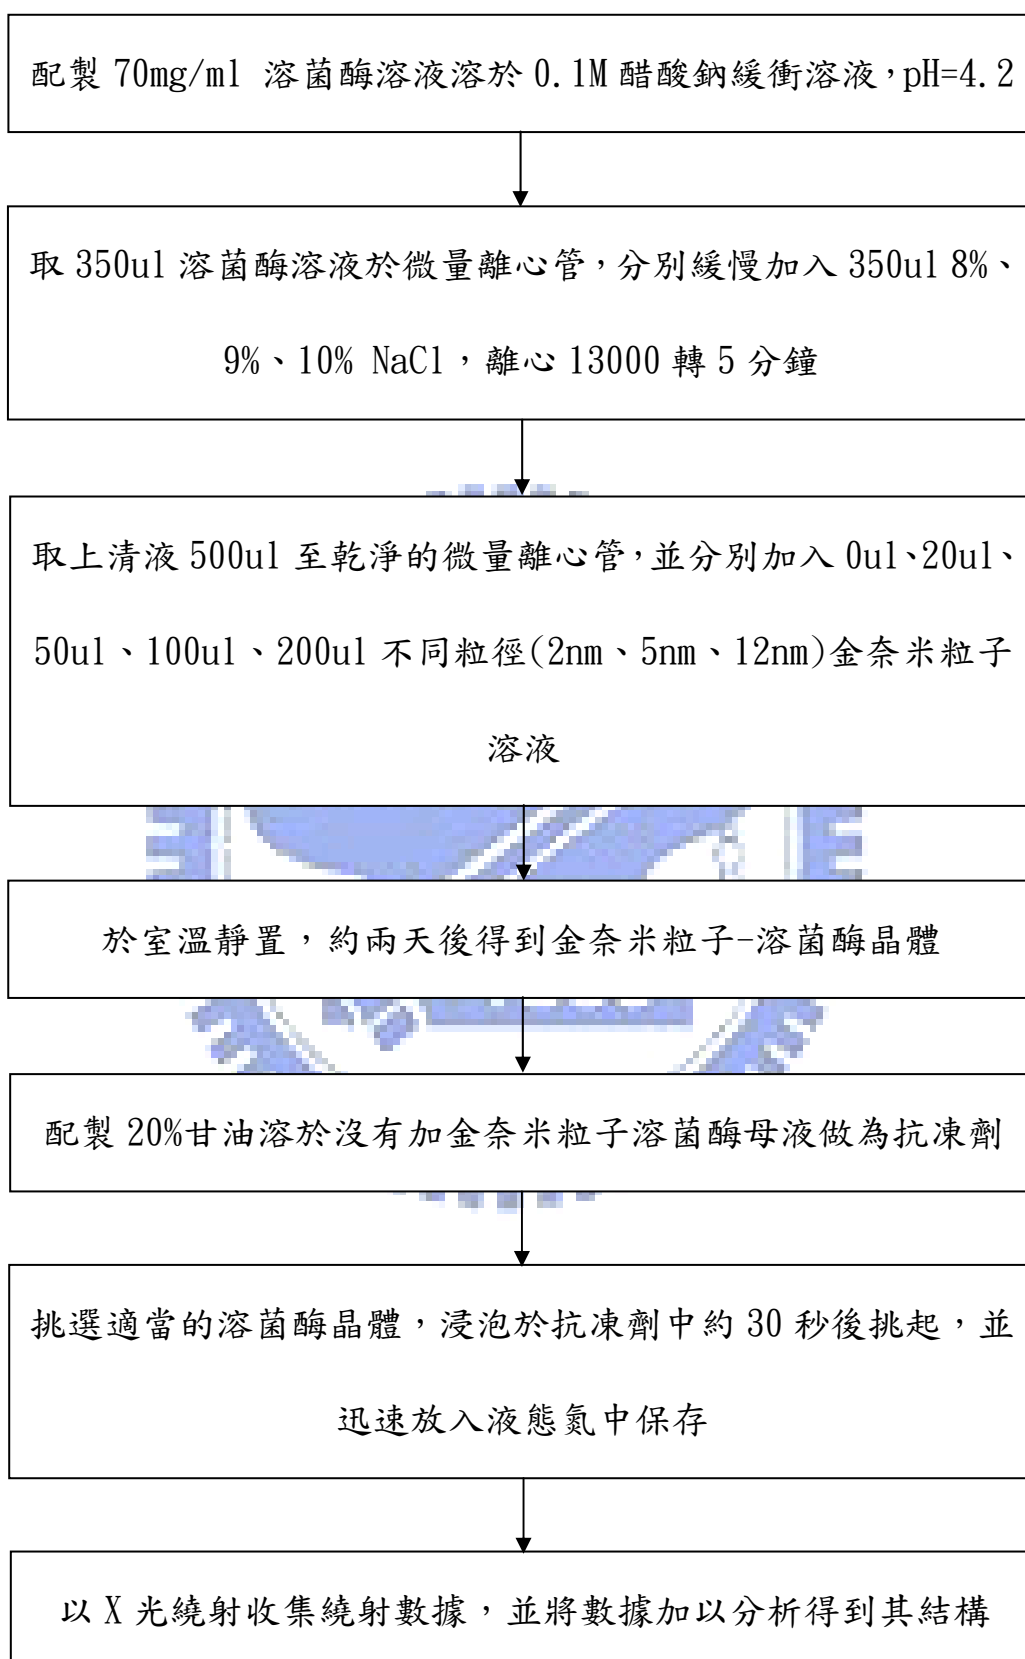 配製 70mg/ml 溶菌酶溶液溶於 0.1M 醋酸鈉緩衝溶液，pH=4.2
取 350ul 溶菌酶溶液於微量離心管，分別緩慢加入 350ul 8%、
9%、10% NaCl，離心 13000 轉 5 分鐘
取上清液 500ul 至乾淨的微量離心管，並分別加入 0ul、20ul、
50ul、100ul、200ul 不同粒徑(2nm、5nm、12nm)金奈米粒子
溶液
於室溫靜置，約兩天後得到金奈米粒子-溶菌酶晶體
配製 20%甘油溶於沒有加金奈米粒子溶菌酶母液做為抗凍劑
挑選適當的溶菌酶晶體，浸泡於抗凍劑中約 30 秒後挑起，並
迅速放入液態氮中保存
以 X 光繞射收集繞射數據，並將數據加以分析得到其結構